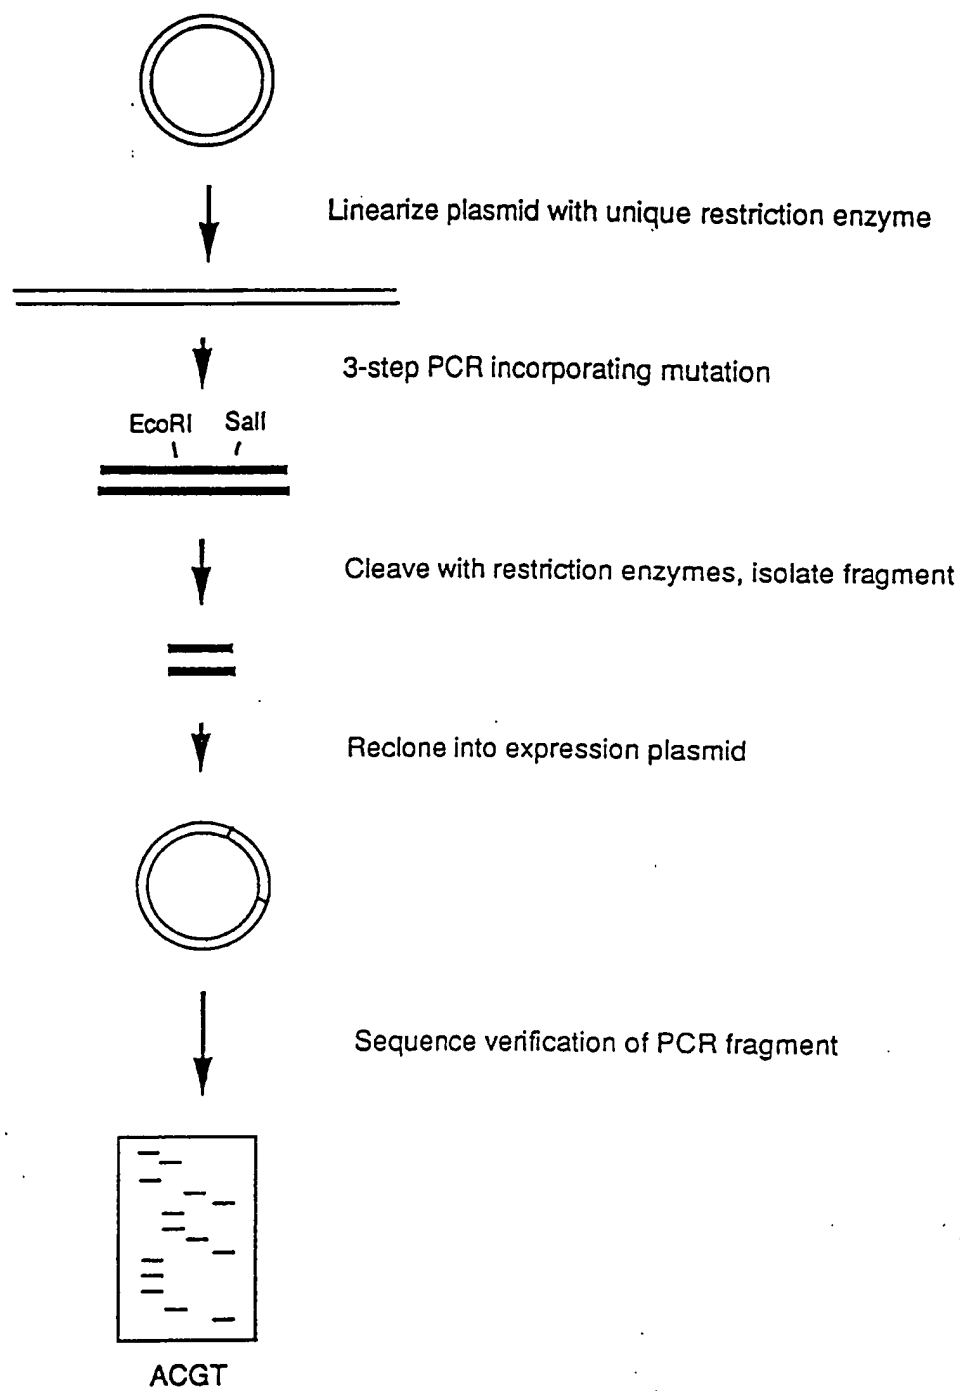 Linearize plasmid with unique restriction enzyme
3-step PCR incorporating mutation
EcoRI SalI
Cleave with restriction enzymes, isolate fragment
Reclone into expression plasmid
Sequence verification of PCR fragment
ACGT